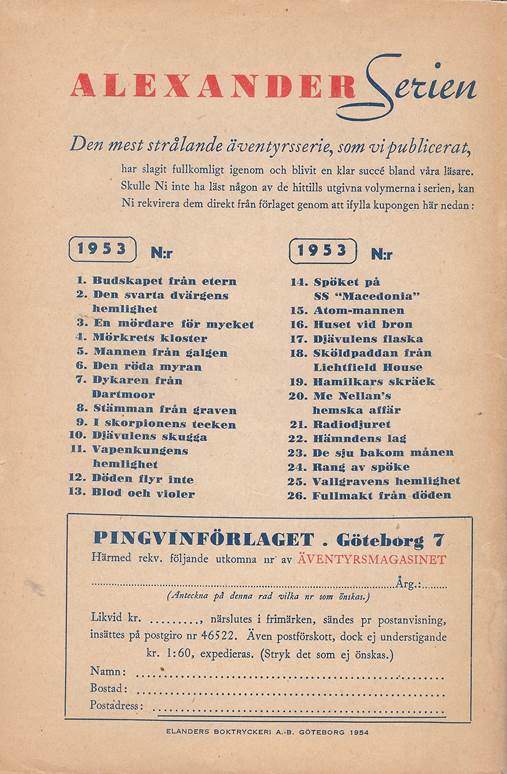 ALEXANDER Serien
Den mest strålande äventyrsserie, som vi publicerat,
har slagit fullkomligt igenom och blivit en klar succé bland våra läsare.
Skulle Ni inte ha läst någon av de hittills utgivna volymerna i serien, kan
Ni rekvirera dem direkt från förlaget genom att ifylla kupongen här nedan:
1953 N:r
1. Budskapet från etern
2. Den svarta dvärgens
hemlighet
3. En mördare för mycket
4. Mörkrets kloster
5. Mannen från galgen
6. Den röda myran
7. Dykaren från
Dartmoor
8. Stämman från graven
9. I skorpionens tecken
10. Djävulens skugga
11. Vapenkungens
hemlighet
12. Döden flyr inte
13. Blod och violer
1953 N:r
14. Spöket på
SS "Macedonia"
15. Atom-mannen
16. Huset vid bron
17. Djävulens flaska
18. Sköldpaddan från
Lichtfield House
19. Hamilkars skräck
20. Mc Nellan's
hemska affär
21. Radiodjuret
22. Hämndens lag
23. De sju bakom månen
24. Rang av spöke
25. Vallgravens hemlighet
26. Fullmakt från döden
PINGVINFÖRLAGET . Göteborg 7
Härmed rekv. följande utkomna nr av ÄVENTYRSMAGASINET
.................................................. Årg.:.......
(Anteckna på denna rad vilka nr som önskas.)
Likvid kr. .........., närslutes i frimärken, sändes pr postanvisning,
insättes på postgiro nr 46522. Även postförskott, dock ej understigande
kr. 1:60, expedieras. (Stryk det som ej önskas.)
Namn: ..................................................
Bostad: ..................................................
Postadress: ..................................................
ELANDERS BOKTRYCKERI A.-B. GÖTEBORG 1954